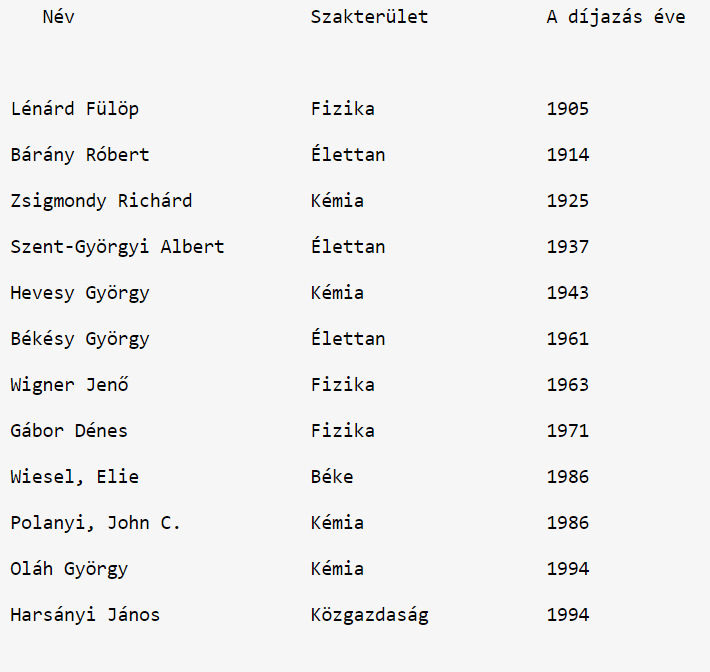 Név Szakterület A díjazás éve
Lénárd Fülöp Fizika 1905
Bárány Róbert Élettan 1914
Zsigmondy Richárd Kémia 1925
Szent-Györgyi Albert Élettan 1937
Hevesy György Kémia 1943
Békésy György Élettan 1961
Wigner Jenő Fizika 1963
Gábor Dénes Fizika 1971
Wiesel, Elie Béke 1986
Polanyi, John C. Kémia 1986
Oláh György Kémia 1994
Harsányi János Közgazdaság 1994